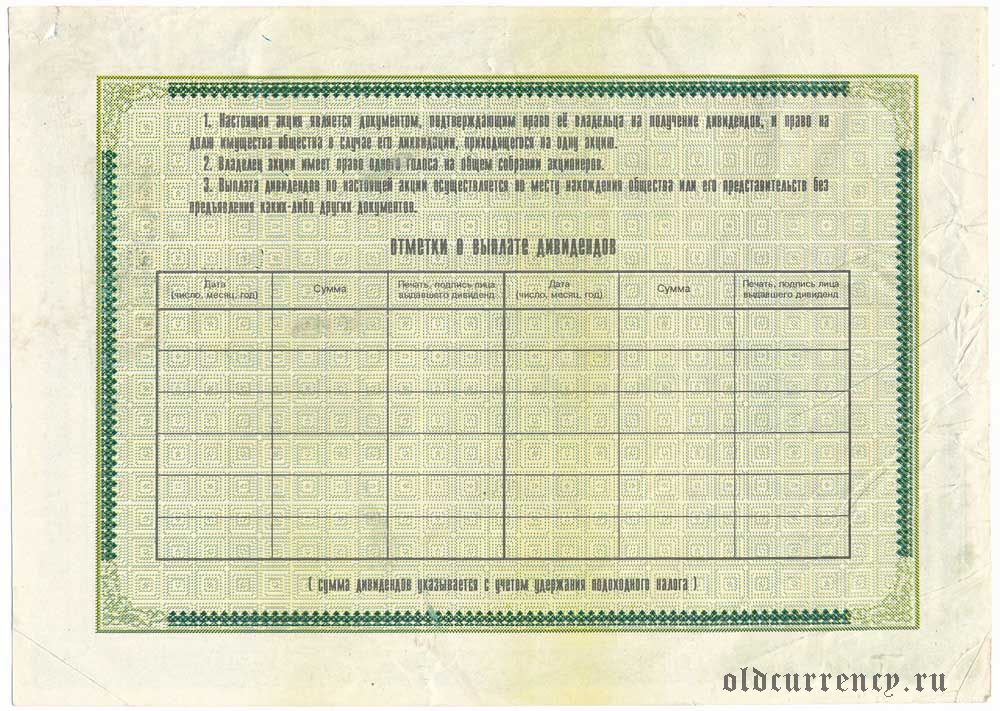 1. Настоящая акция является документом, подтверждающим право её владельца на получение дивидендов, и право на
долю имущества общества в случае его ликвидации, приходящегося на одну акцию.
2. Владелец акции имеет право одного голоса на общем собрании акционеров.
3. Выплата дивидендов по настоящей акции осуществляется по месту нахождения общества или его представительств без
предъявления каких-либо других документов.
ОТМЕТКИ О ВЫПЛАТЕ ДИВИДЕНДОВ
Дата
(число, месяц, год)
Сумма
Печать, подпись лица
выдавшего дивиденд
Дата
(число, месяц, год)
Сумма
Печать, подпись лица
выдавшего дивиденд
( сумма дивидендов указывается с учетом удержания подоходного налога )
oldcurrency.ru